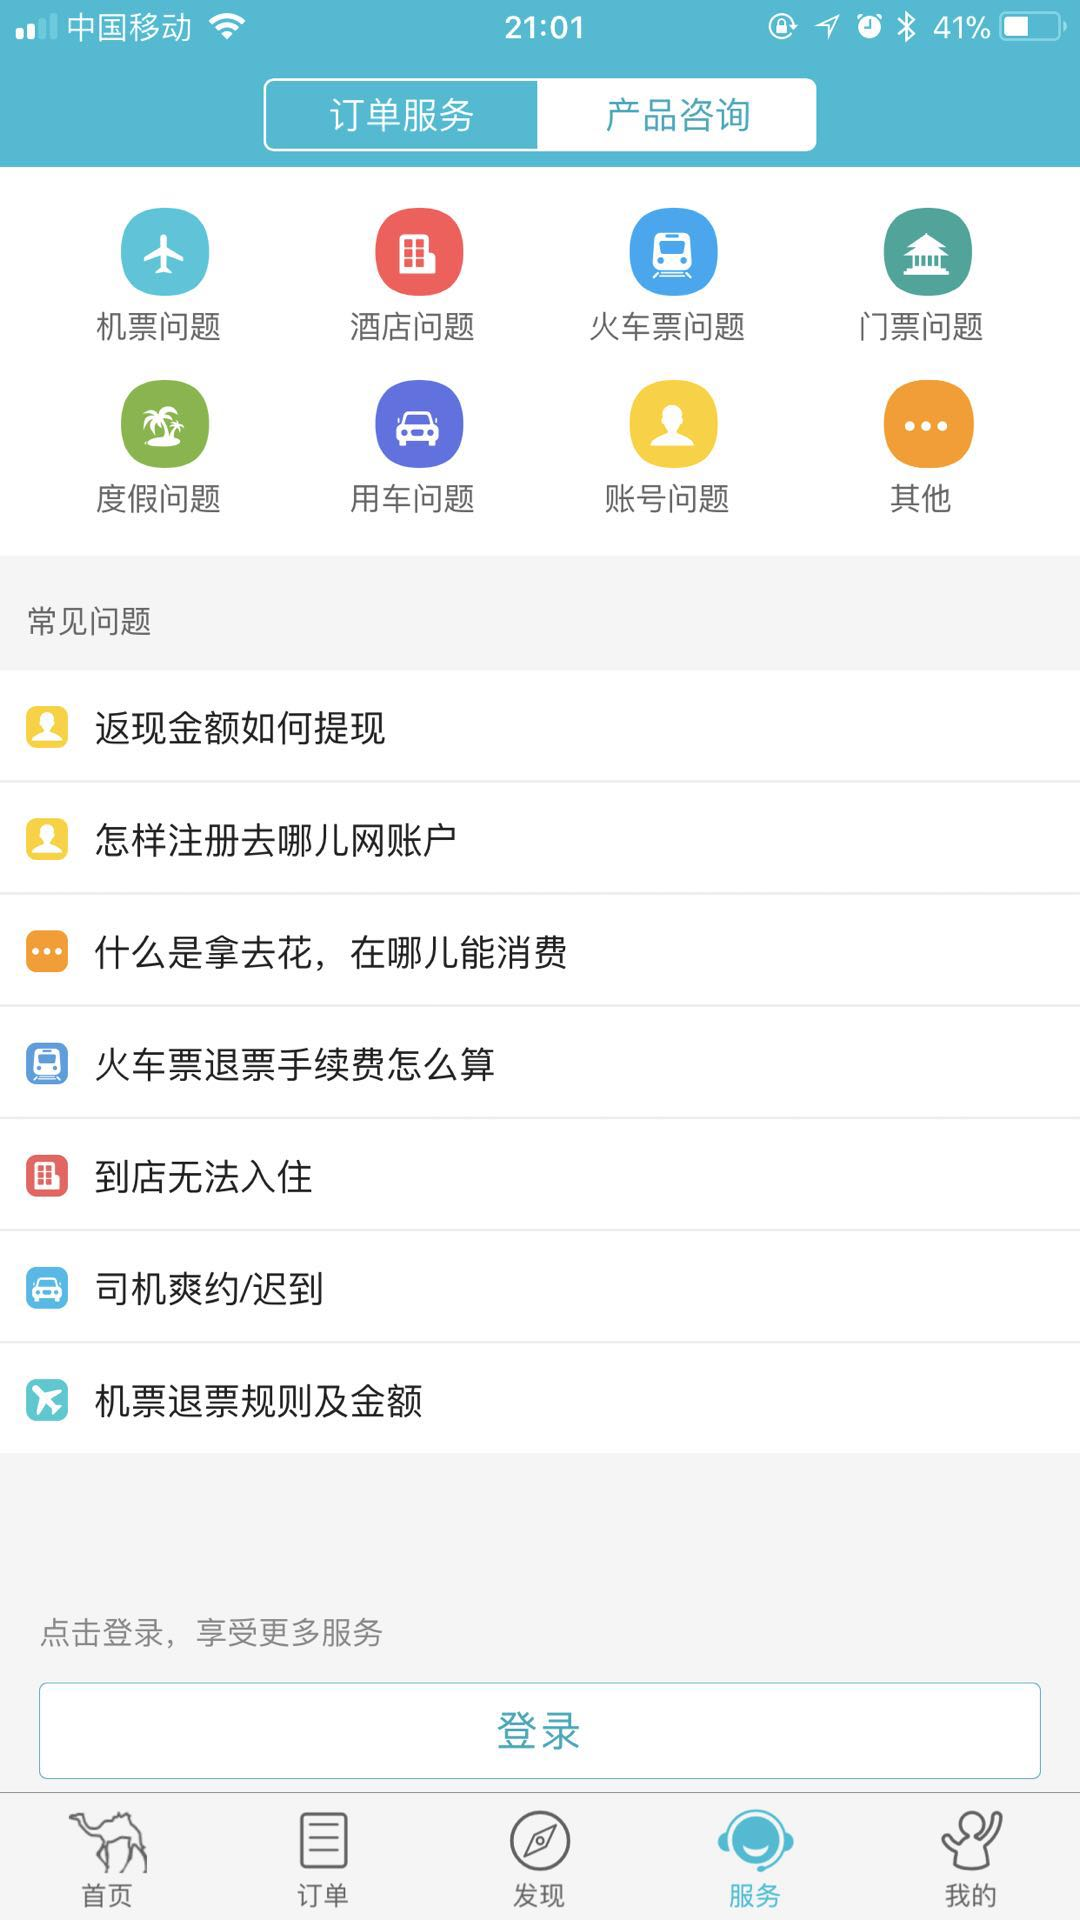 中国移动 21:01 41%
订单服务 产品咨询
机票问题 酒店问题 火车票问题 门票问题
度假问题 用车问题 账号问题 其他
常见问题
返现金额如何提现
怎样注册去哪儿网账户
什么是拿去花，在哪儿能消费
火车票退票手续费怎么算
到店无法入住
司机爽约/迟到
机票退票规则及金额
点击登录，享受更多服务
登录
首页 订单 发现 服务 我的